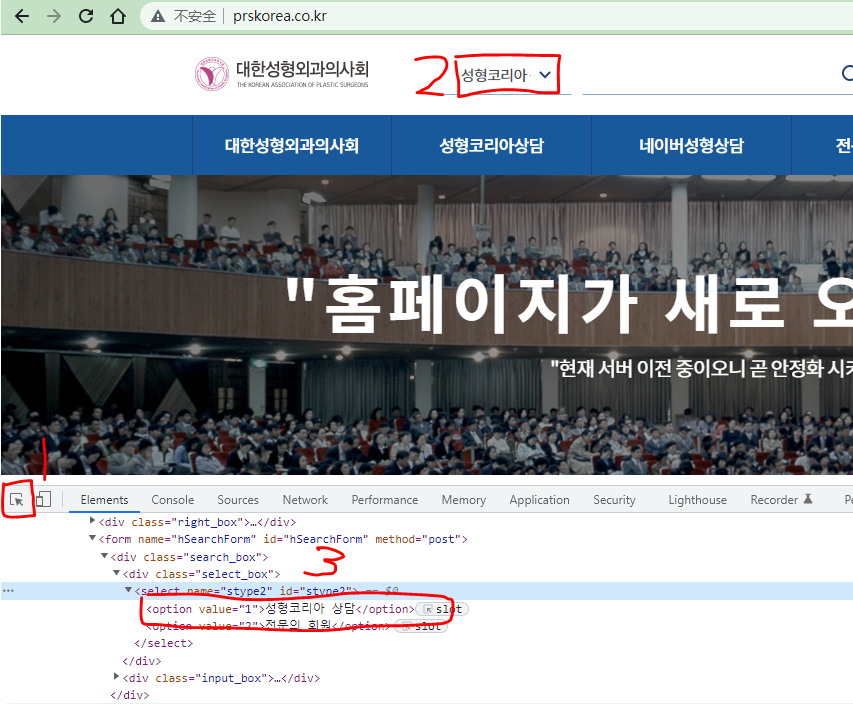 不安全 | prskorea.co.kr
대한성형외과의사회
THE KOREAN ASSOCIATION OF PLASTIC SURGEONS
2
성형코리아
대한성형외과의사회 성형코리아상담 네이버성형상담
"홈페이지가 새로
"현재 서버 이전 중이오니 곧 안정화
1
Elements Console Sources Network Performance Memory Application Security Lighthouse Recorder
<div class="right_box">…</div>
<form name="hSearchForm" id="hSearchForm" method="post">
<div class="search_box">
<div class="select_box">
3
<select name="stype2" id="stype2"> == $0
<option value="1">성형코리아 상담</option> slot
<option value="2">전문의 회원</option> slot
</select>
</div>
<div class="input_box">…</div>
</div>